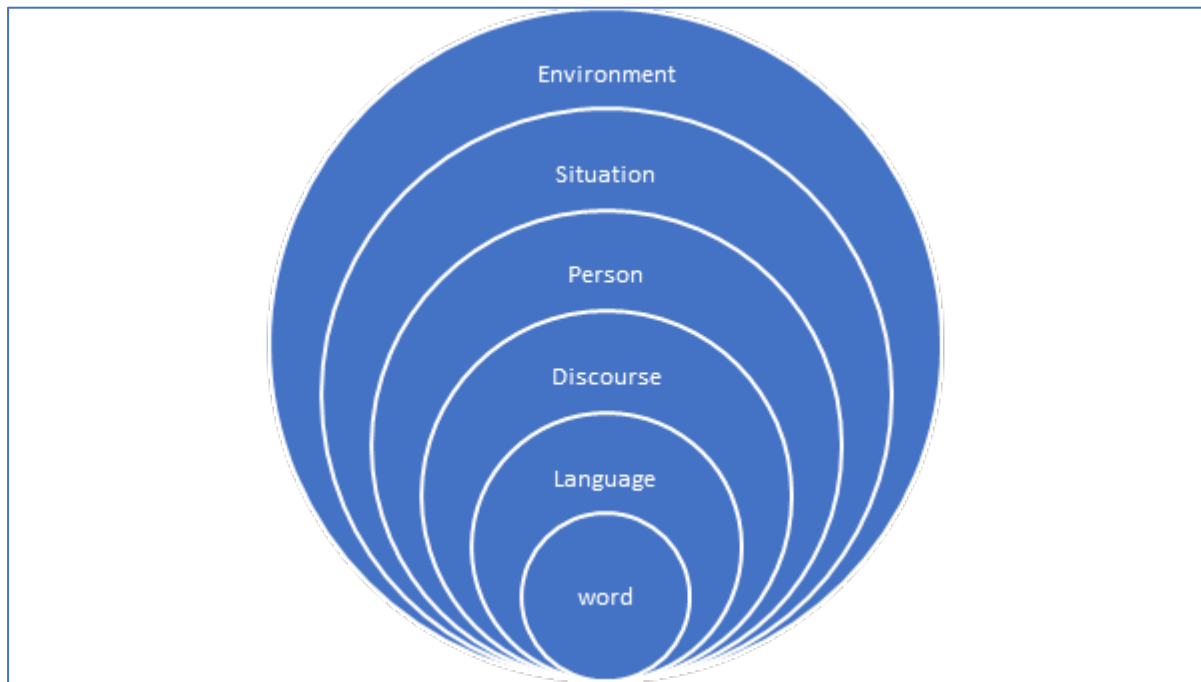 Environment
Situation
Person
Discourse
Language
word